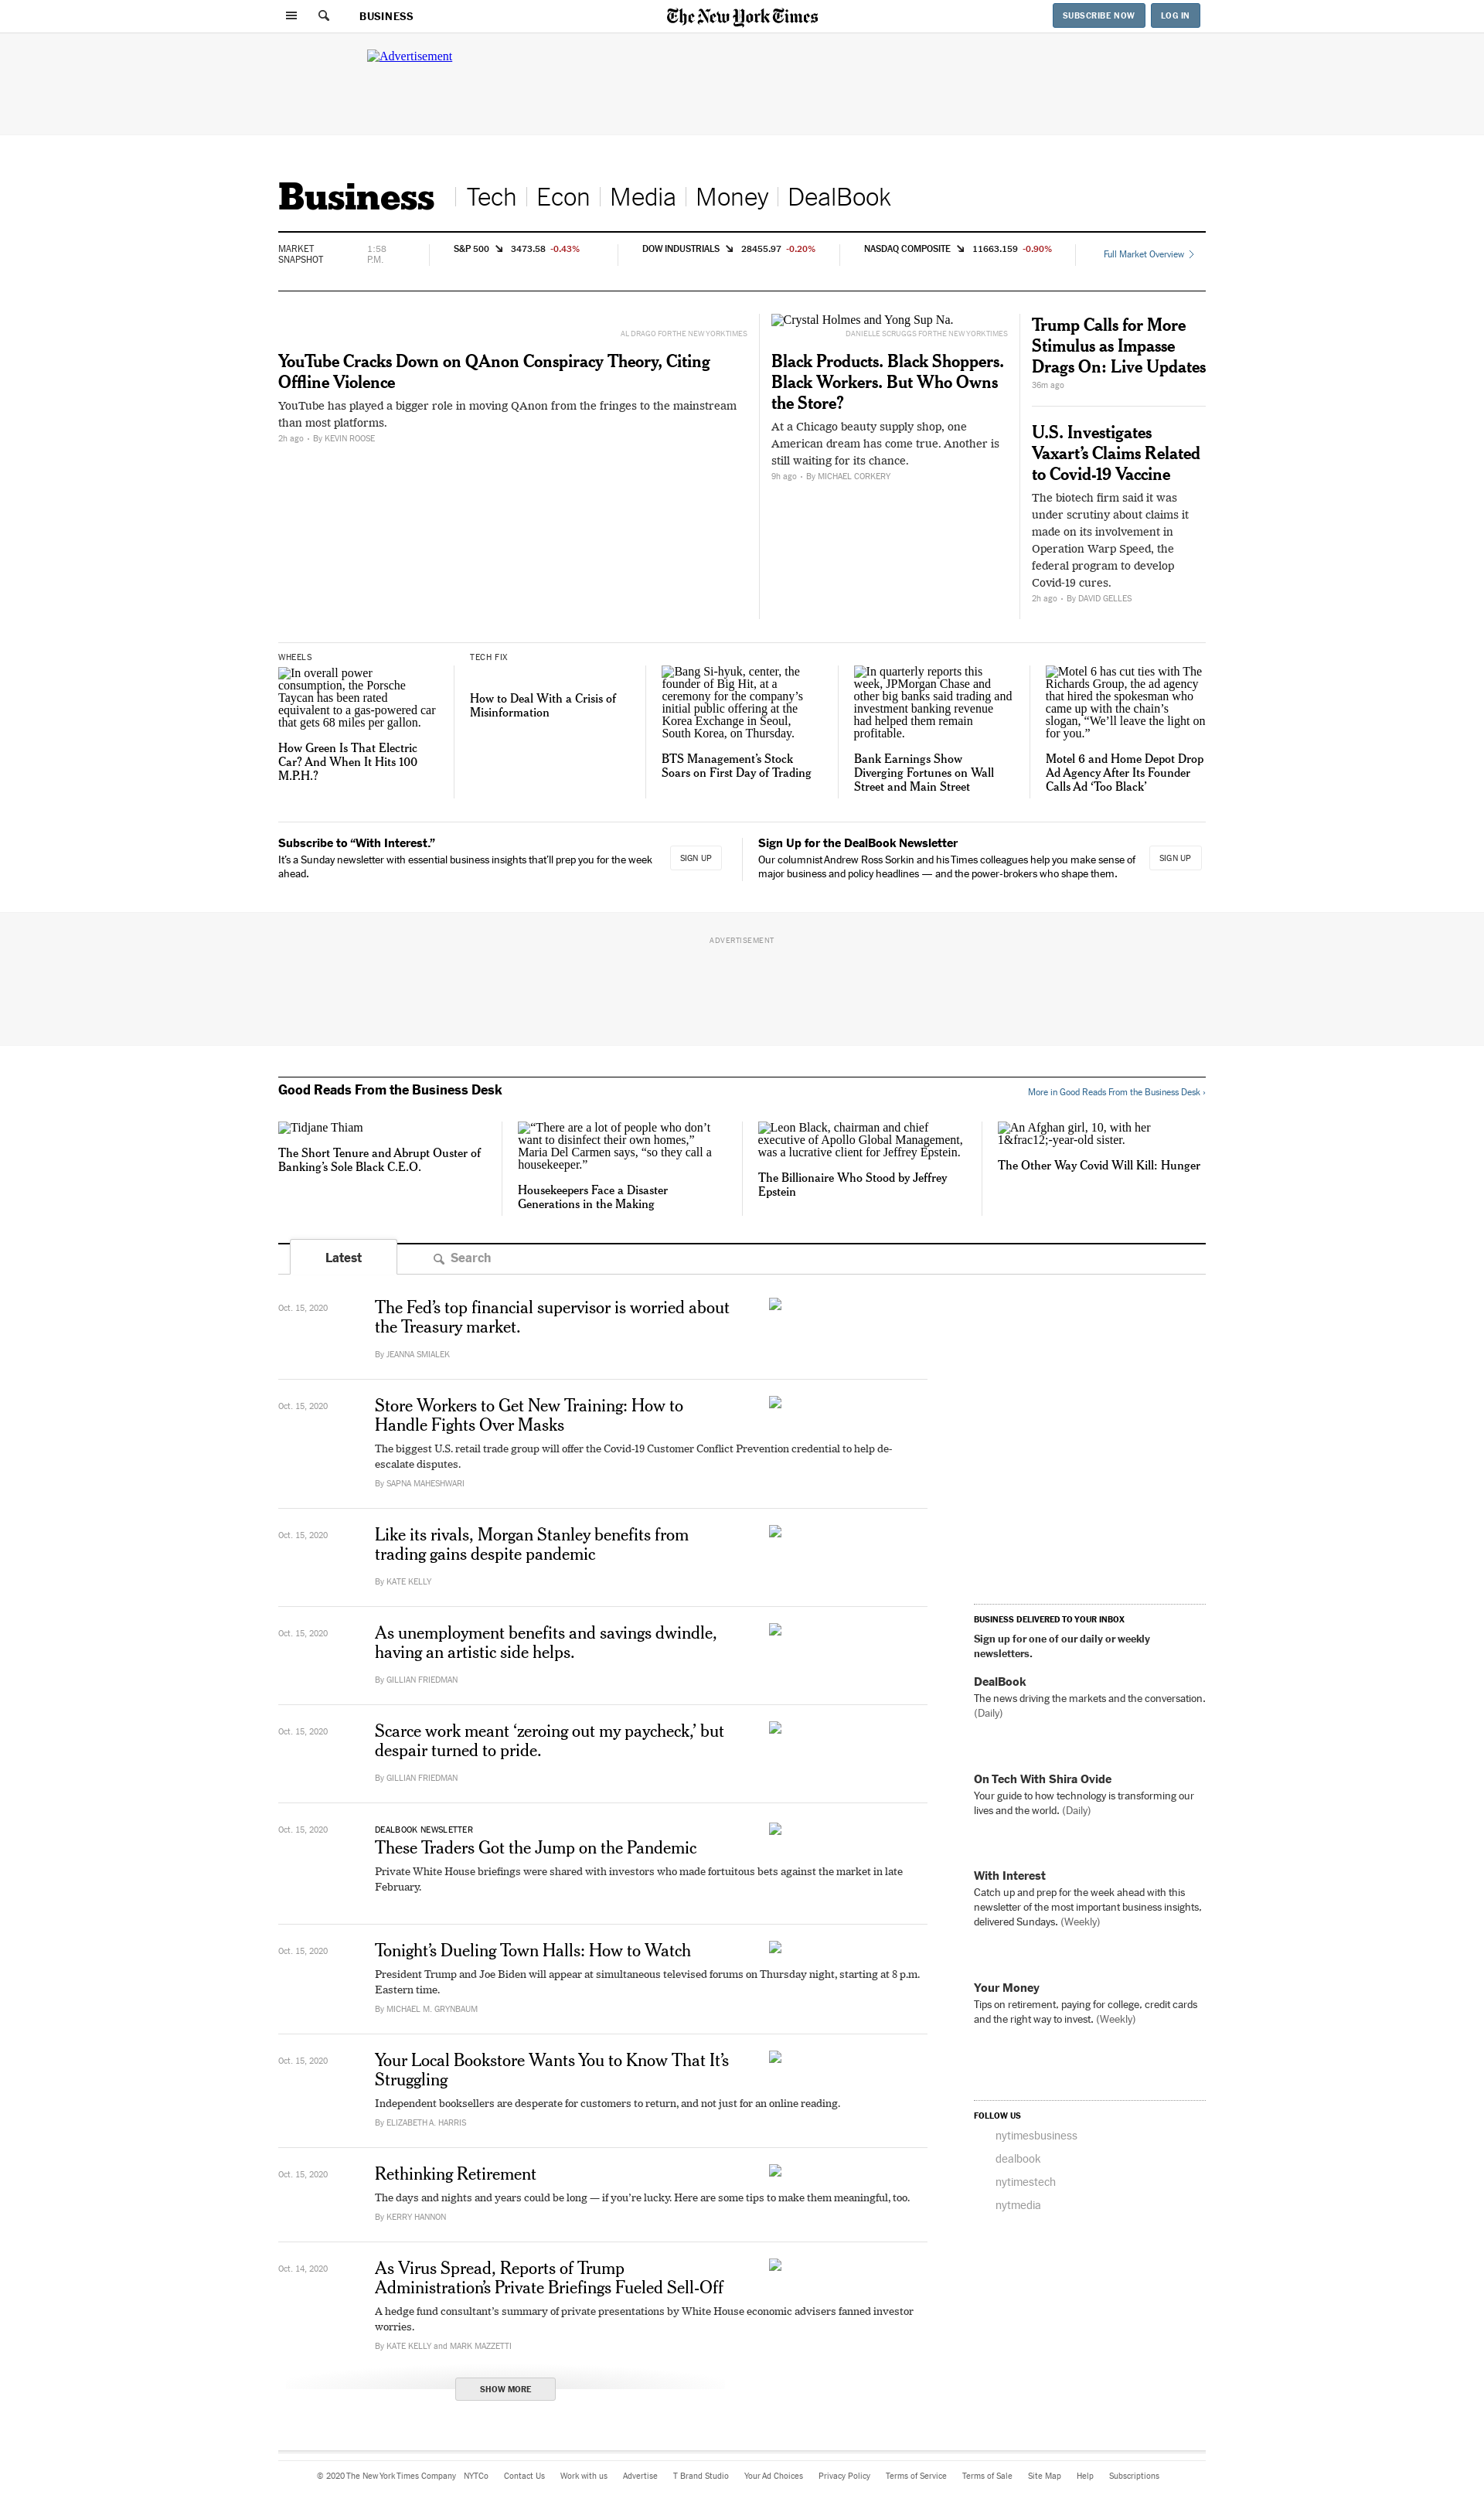 BUSINESS
The New York Times
SUBSCRIBE NOW
LOG IN
Advertisement
Business
Tech
Econ
Media
Money
DealBook
MARKET
SNAPSHOT
1:58
P.M.
S&P 500 3473.58 -0.43%
DOW INDUSTRIALS 28455.97 -0.20%
NASDAQ COMPOSITE 11663.159 -0.90%
Full Market Overview
AL DRAGO FOR THE NEW YORK TIMES
YouTube Cracks Down on QAnon Conspiracy Theory, Citing
Offline Violence
YouTube has played a bigger role in moving QAnon from the fringes to the mainstream
than most platforms.
2h ago • By KEVIN ROOSE
Crystal Holmes and Yong Sup Na.
DANIELLE SCRUGGS FOR THE NEW YORK TIMES
Black Products. Black Shoppers.
Black Workers. But Who Owns
the Store?
At a Chicago beauty supply shop, one
American dream has come true. Another is
still waiting for its chance.
9h ago • By MICHAEL CORKERY
Trump Calls for More
Stimulus as Impasse
Drags On: Live Updates
36m ago
U.S. Investigates
Vaxart’s Claims Related
to Covid-19 Vaccine
The biotech firm said it was
under scrutiny about claims it
made on its involvement in
Operation Warp Speed, the
federal program to develop
Covid-19 cures.
2h ago • By DAVID GELLES
WHEELS
In overall power
consumption, the Porsche
Taycan has been rated
equivalent to a gas-powered car
that gets 68 miles per gallon.
How Green Is That Electric
Car? And When It Hits 100
M.P.H.?
TECH FIX
How to Deal With a Crisis of
Misinformation
Bang Si-hyuk, center, the
founder of Big Hit, at a
ceremony for the company’s
initial public offering at the
Korea Exchange in Seoul,
South Korea, on Thursday.
BTS Management’s Stock
Soars on First Day of Trading
In quarterly reports this
week, JPMorgan Chase and
other big banks said trading and
investment banking revenue
had helped them remain
profitable.
Bank Earnings Show
Diverging Fortunes on Wall
Street and Main Street
Motel 6 has cut ties with The
Richards Group, the ad agency
that hired the spokesman who
came up with the chain’s
slogan, “We’ll leave the light on
for you.”
Motel 6 and Home Depot Drop
Ad Agency After Its Founder
Calls Ad ‘Too Black’
Subscribe to “With Interest.”
It’s a Sunday newsletter with essential business insights that’ll prep you for the week
ahead.
SIGN UP
Sign Up for the DealBook Newsletter
Our columnist Andrew Ross Sorkin and his Times colleagues help you make sense of
major business and policy headlines — and the power-brokers who shape them.
SIGN UP
ADVERTISEMENT
Good Reads From the Business Desk
More in Good Reads From the Business Desk ›
Tidjane Thiam
The Short Tenure and Abrupt Ouster of
Banking’s Sole Black C.E.O.
“There are a lot of people who don’t
want to disinfect their own homes,”
Maria Del Carmen says, “so they call a
housekeeper.”
Housekeepers Face a Disaster
Generations in the Making
Leon Black, chairman and chief
executive of Apollo Global Management,
was a lucrative client for Jeffrey Epstein.
The Billionaire Who Stood by Jeffrey
Epstein
An Afghan girl, 10, with her
1&frac12;-year-old sister.
The Other Way Covid Will Kill: Hunger
Latest
Search
Oct. 15, 2020
The Fed’s top financial supervisor is worried about
the Treasury market.
By JEANNA SMIALEK
Oct. 15, 2020
Store Workers to Get New Training: How to
Handle Fights Over Masks
The biggest U.S. retail trade group will offer the Covid-19 Customer Conflict Prevention credential to help de-
escalate disputes.
By SAPNA MAHESHWARI
Oct. 15, 2020
Like its rivals, Morgan Stanley benefits from
trading gains despite pandemic
By KATE KELLY
Oct. 15, 2020
As unemployment benefits and savings dwindle,
having an artistic side helps.
By GILLIAN FRIEDMAN
Oct. 15, 2020
Scarce work meant ‘zeroing out my paycheck,’ but
despair turned to pride.
By GILLIAN FRIEDMAN
Oct. 15, 2020
DEALBOOK NEWSLETTER
These Traders Got the Jump on the Pandemic
Private White House briefings were shared with investors who made fortuitous bets against the market in late
February.
Oct. 15, 2020
Tonight’s Dueling Town Halls: How to Watch
President Trump and Joe Biden will appear at simultaneous televised forums on Thursday night, starting at 8 p.m.
Eastern time.
By MICHAEL M. GRYNBAUM
Oct. 15, 2020
Your Local Bookstore Wants You to Know That It’s
Struggling
Independent booksellers are desperate for customers to return, and not just for an online reading.
By ELIZABETH A. HARRIS
Oct. 15, 2020
Rethinking Retirement
The days and nights and years could be long — if you’re lucky. Here are some tips to make them meaningful, too.
By KERRY HANNON
Oct. 14, 2020
As Virus Spread, Reports of Trump
Administration’s Private Briefings Fueled Sell-Off
A hedge fund consultant’s summary of private presentations by White House economic advisers fanned investor
worries.
By KATE KELLY and MARK MAZZETTI
SHOW MORE
BUSINESS DELIVERED TO YOUR INBOX
Sign up for one of our daily or weekly
newsletters.
DealBook
The news driving the markets and the conversation.
(Daily)
On Tech With Shira Ovide
Your guide to how technology is transforming our
lives and the world. (Daily)
With Interest
Catch up and prep for the week ahead with this
newsletter of the most important business insights,
delivered Sundays. (Weekly)
Your Money
Tips on retirement, paying for college, credit cards
and the right way to invest. (Weekly)
FOLLOW US
nytimesbusiness
dealbook
nytimestech
nytmedia
© 2020 The New York Times Company NYTCo Contact Us Work with us Advertise T Brand Studio Your Ad Choices Privacy Policy Terms of Service Terms of Sale Site Map Help Subscriptions